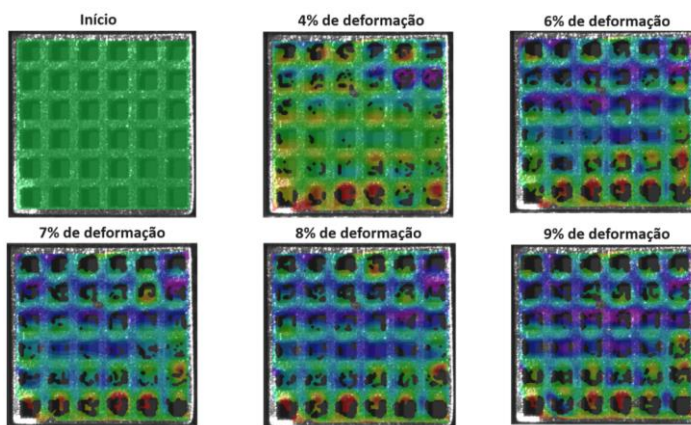 Início
4% de deformação
6% de deformação
7% de deformação
8% de deformação
9% de deformação